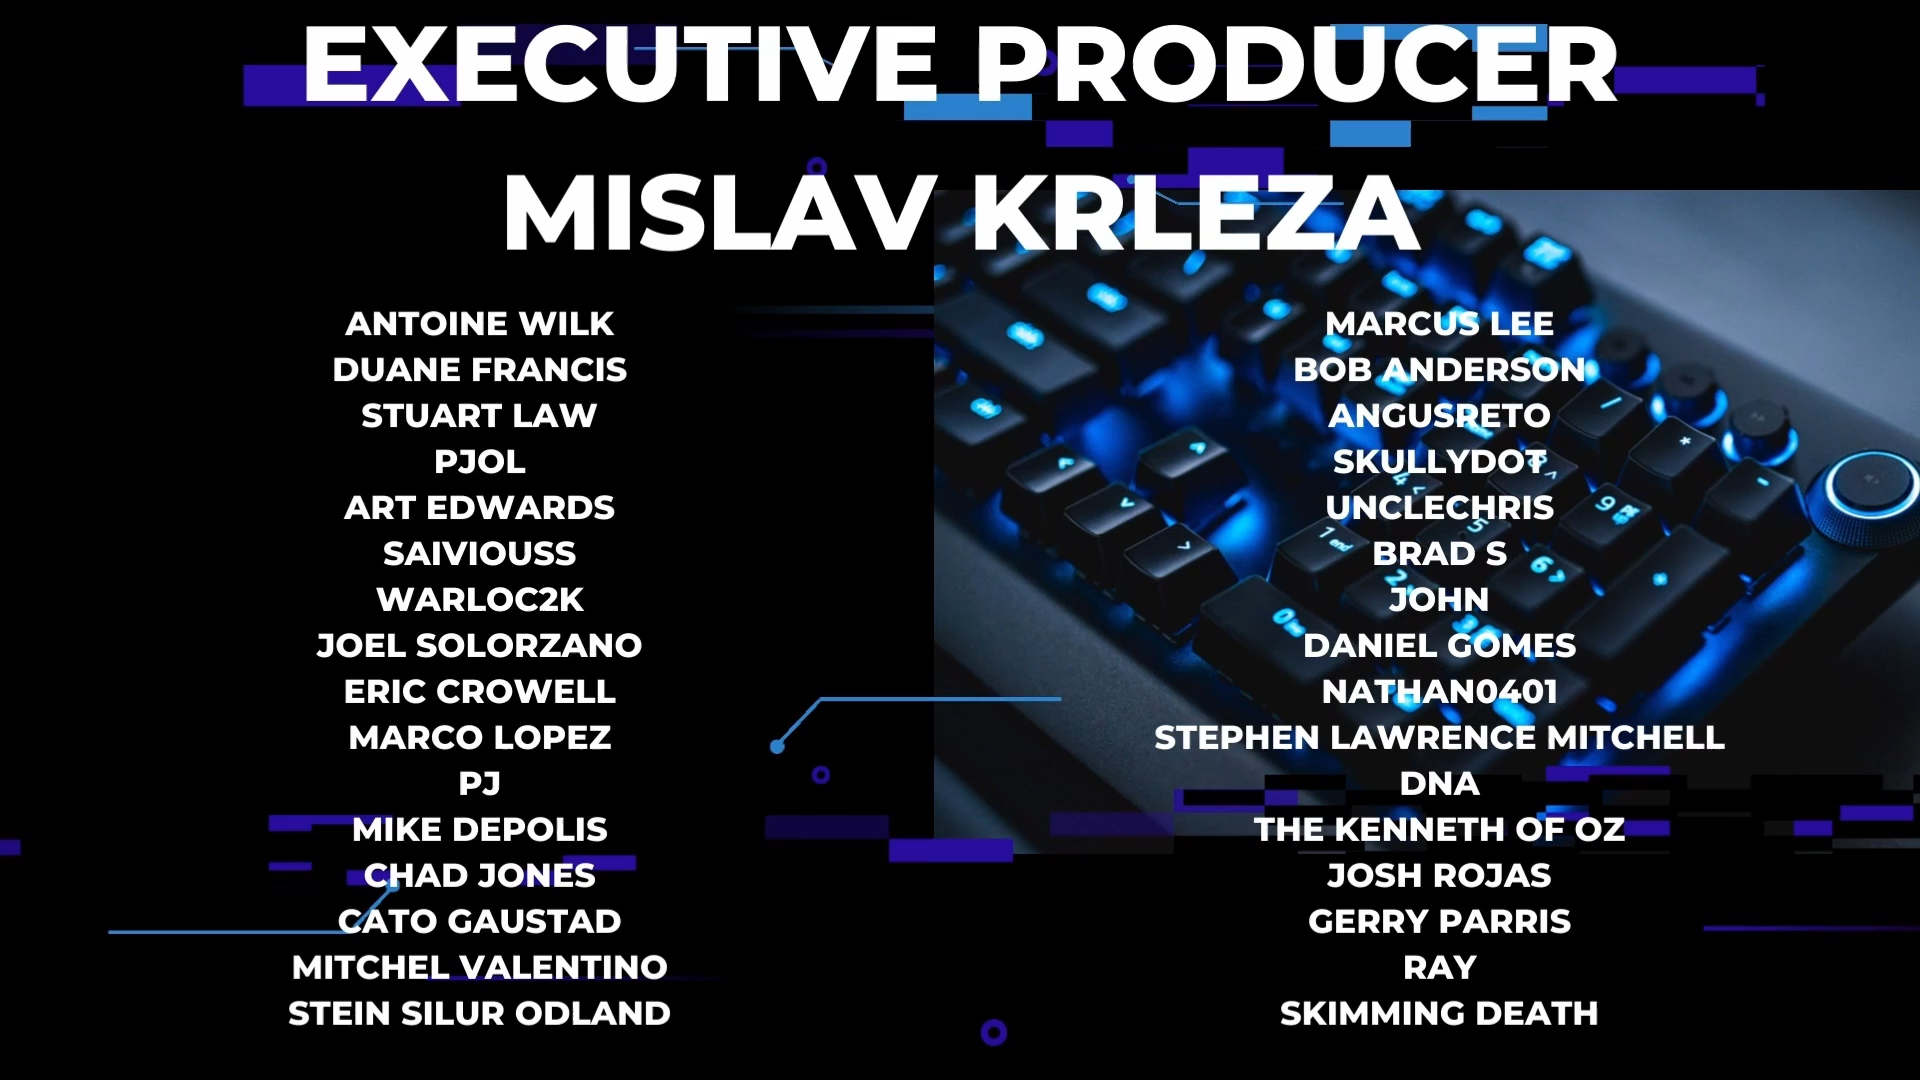 EXECUTIVE PRODUCER
MISLAV KRLEZA
ANTOINE WILK
DUANE FRANCIS
STUART LAW
PJOL
ART EDWARDS
SAIVIOUSS
WARLOC2K
JOEL SOLORZANO
ERIC CROWELL
MARCO LOPEZ
PJ
MIKE DEPOLIS
CHAD JONES
CATO GAUSTAD
MITCHEL VALENTINO
STEIN SILUR ODLAND
MARCUS LEE
BOB ANDERSON
ANGUSRETO
SKULLYDOT
UNCLECHRIS
BRAD S
JOHN
DANIEL GOMES
NATHAN0401
STEPHEN LAWRENCE MITCHELL
DNA
THE KENNETH OF OZ
JOSH ROJAS
GERRY PARRIS
RAY
SKIMMING DEATH